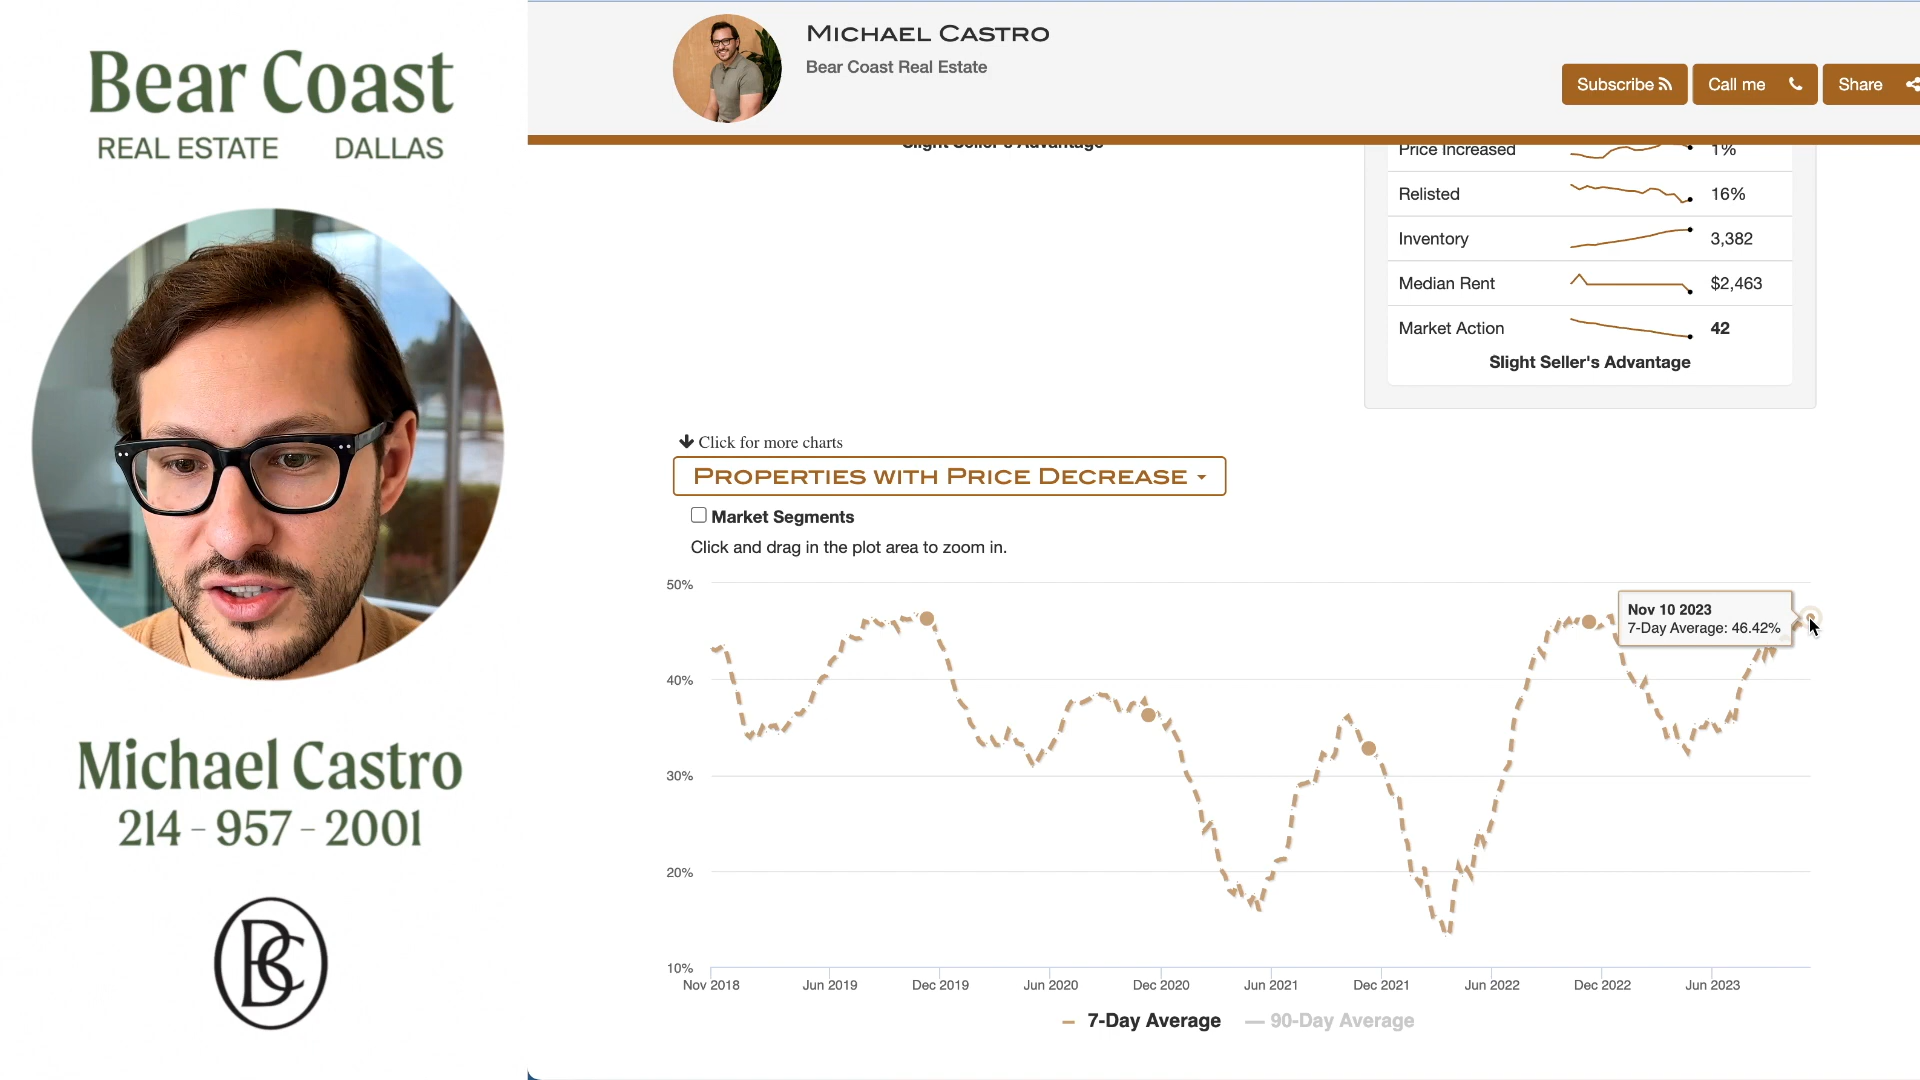 Bear Coast
REAL ESTATE DALLAS
Michael Castro
214 - 957 - 2001
BC
MICHAEL CASTRO
Bear Coast Real Estate
Subscribe
Call me
Share
Slight Seller's Advantage
Price Increased 1%
Relisted 16%
Inventory 3,382
Median Rent $2,463
Market Action 42
Slight Seller's Advantage
Click for more charts
PROPERTIES WITH PRICE DECREASE
Market Segments
Click and drag in the plot area to zoom in.
50%
40%
30%
20%
10%
Nov 10 2023
7-Day Average: 46.42%
Nov 2018 Jun 2019 Dec 2019 Jun 2020 Dec 2020 Jun 2021 Dec 2021 Jun 2022 Dec 2022 Jun 2023
7-Day Average 90-Day Average